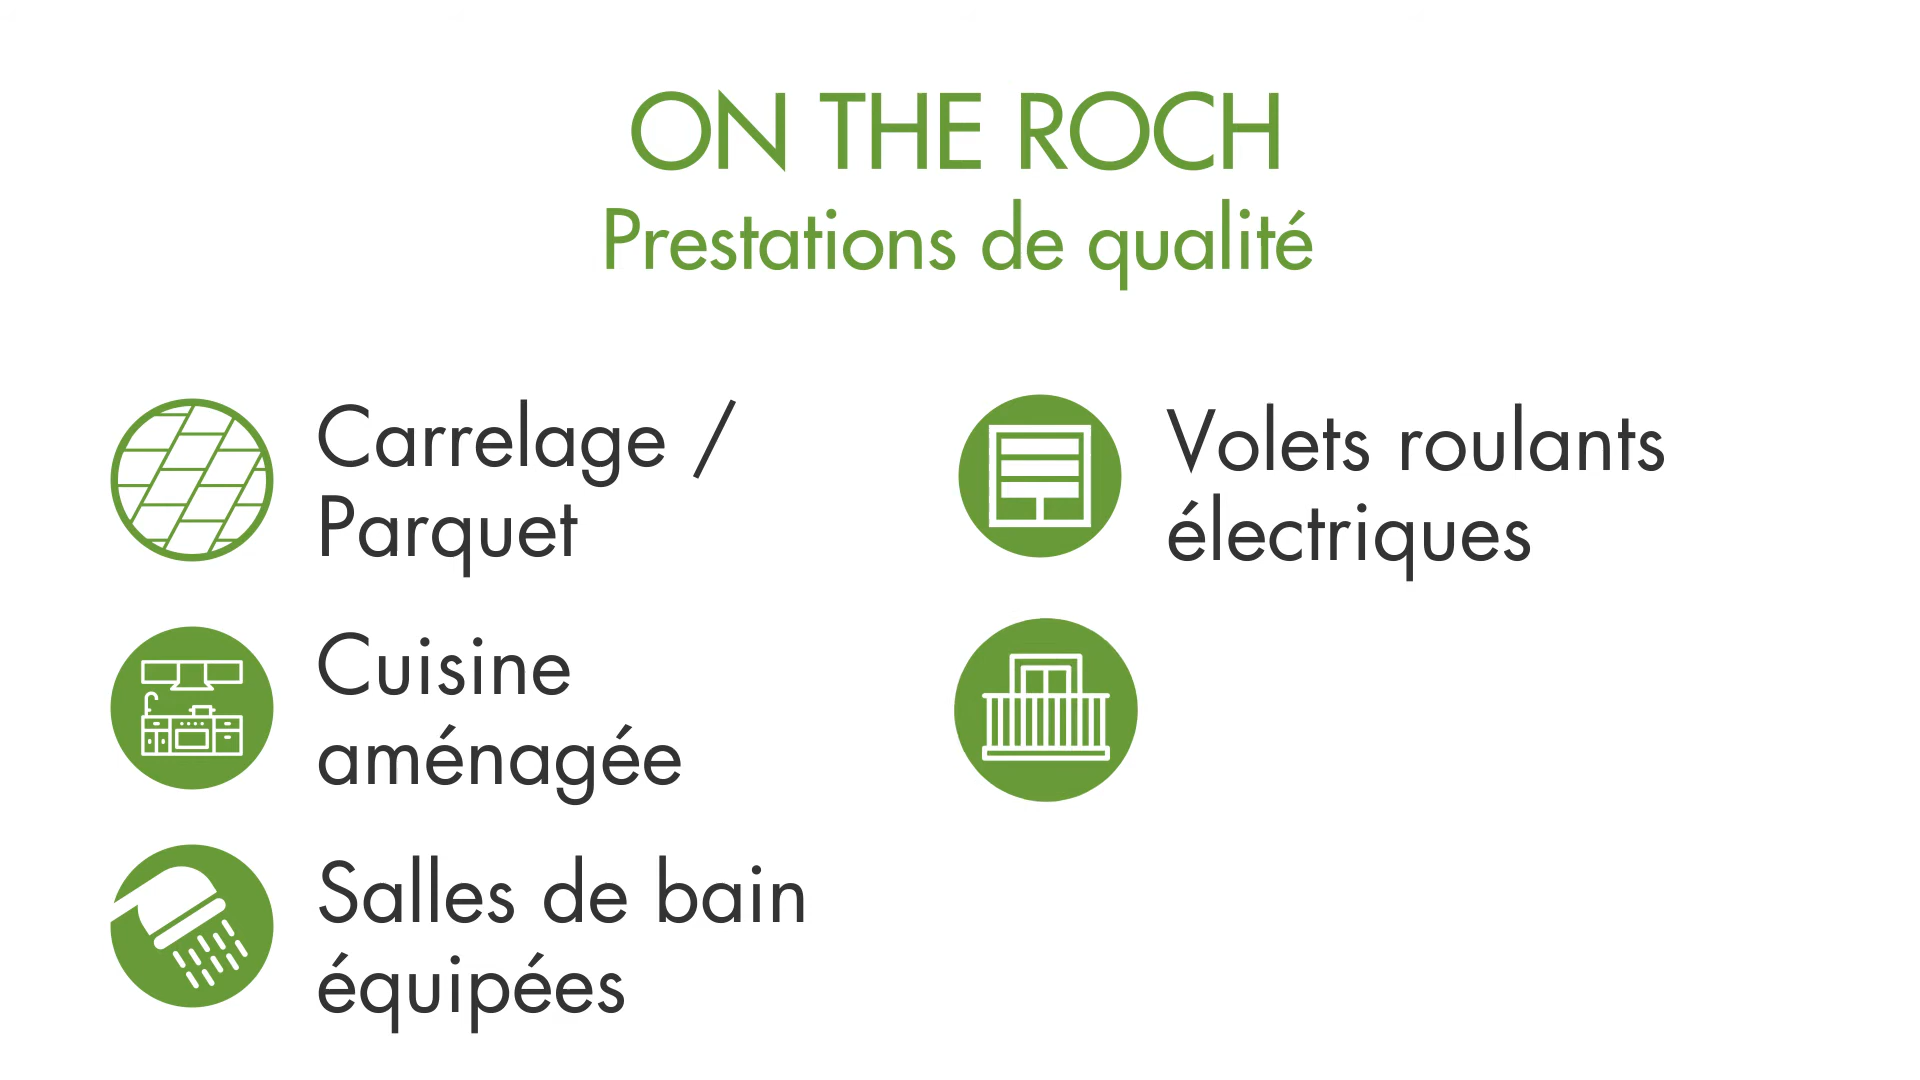 ON THE ROCH
Prestations de qualité
Carrelage /
Parquet
Cuisine
aménagée
Salles de bain
équipées
Volets roulants
électriques